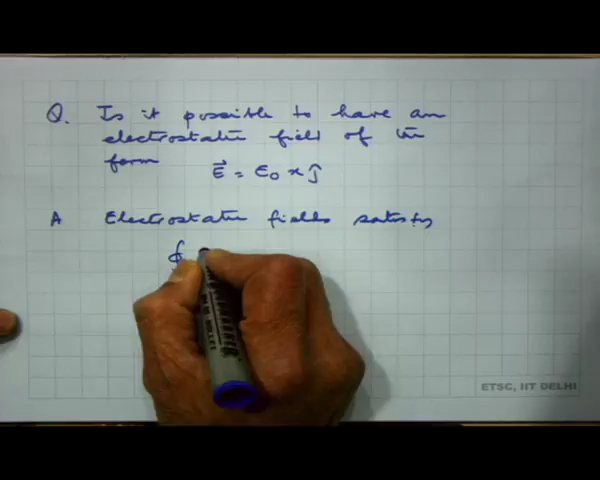 Q. Is it possible to have an
electrostatic field of the
form E⃗ = E₀ x ĵ
A Electrostatic fields satisfy
∮
ETSC, IIT DELHI